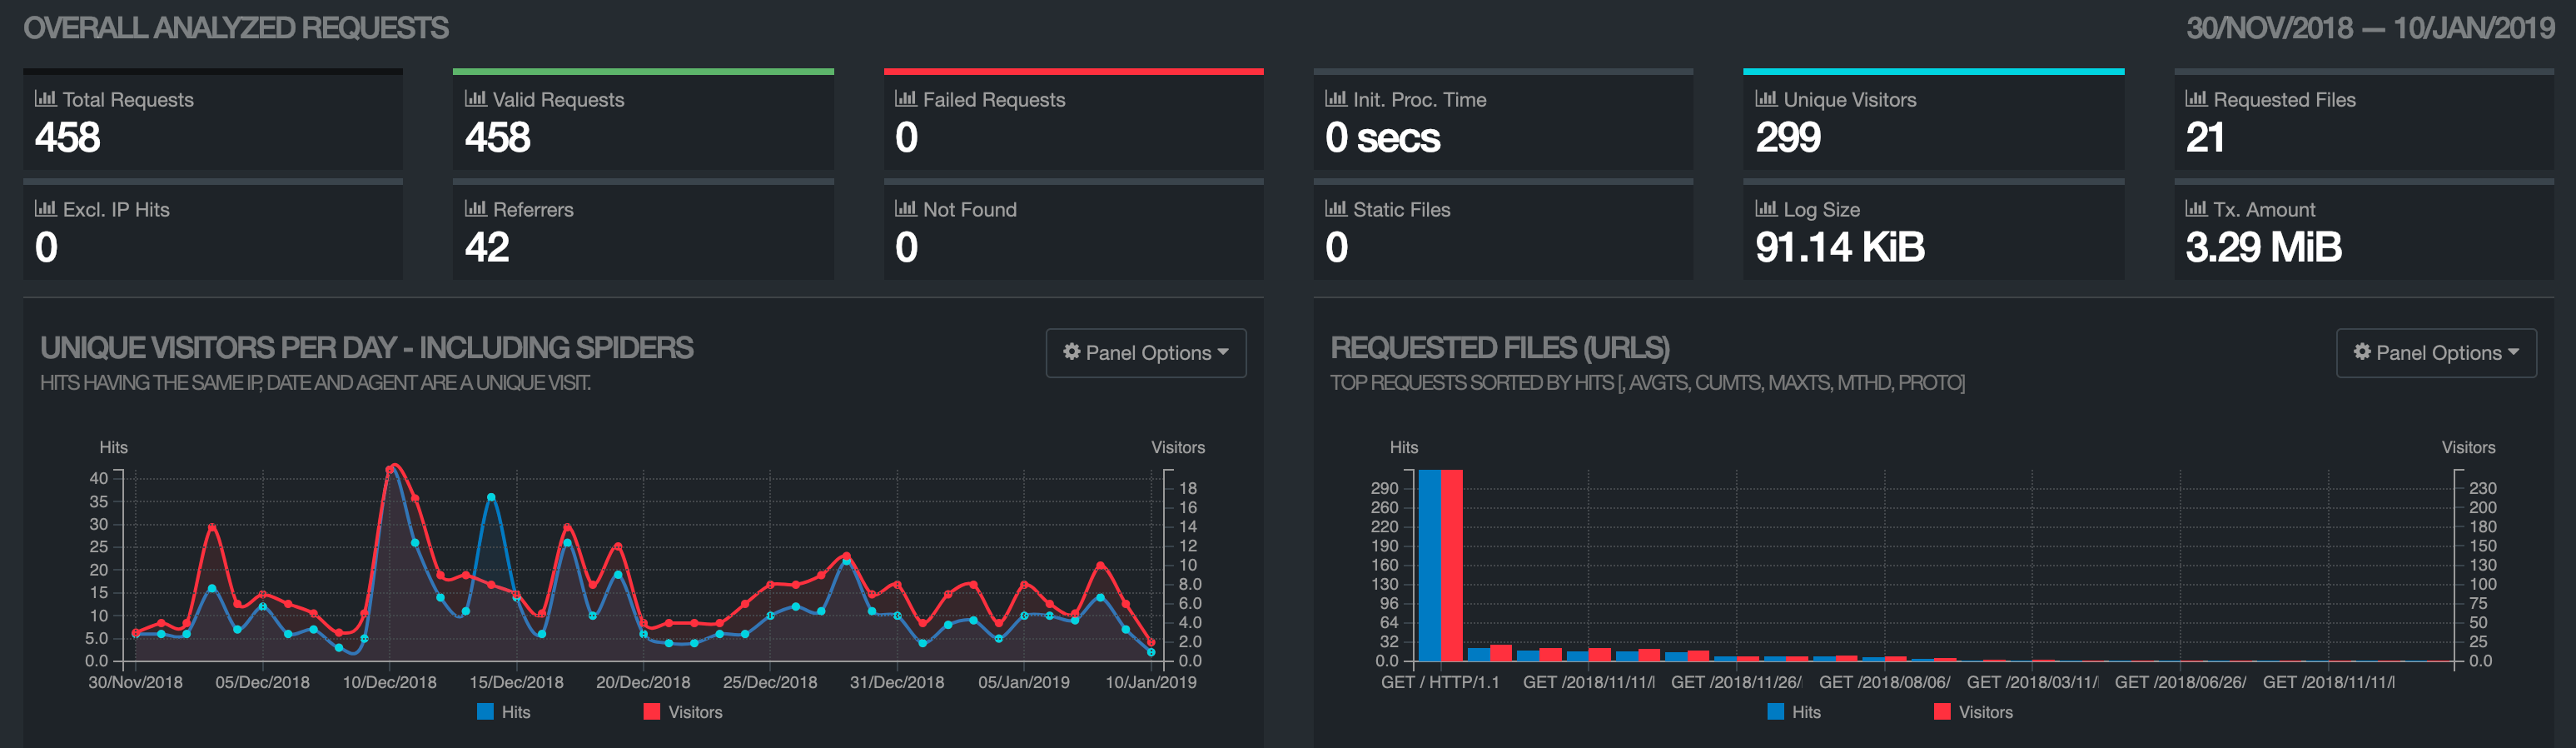 OVERALL ANALYZED REQUESTS
30/NOV/2018 — 10/JAN/2019
Total Requests
458
Valid Requests
458
Failed Requests
0
Init. Proc. Time
0 secs
Unique Visitors
299
Requested Files
21
Excl. IP Hits
0
Referrers
42
Not Found
0
Static Files
0
Log Size
91.14 KiB
Tx. Amount
3.29 MiB
UNIQUE VISITORS PER DAY - INCLUDING SPIDERS
HITS HAVING THE SAME IP, DATE AND AGENT ARE A UNIQUE VISIT.
Panel Options
Hits
Visitors
40
35
30
25
20
15
10
5.0
0.0
18
16
14
12
10
8.0
6.0
4.0
2.0
0.0
30/Nov/2018 05/Dec/2018 10/Dec/2018 15/Dec/2018 20/Dec/2018 25/Dec/2018 31/Dec/2018 05/Jan/2019 10/Jan/2019
Hits Visitors
REQUESTED FILES (URLS)
TOP REQUESTS SORTED BY HITS [, AVGTS, CUMTS, MAXTS, MTHD, PROTO]
Panel Options
Hits
Visitors
290
260
220
190
160
130
96
64
32
0.0
230
200
180
150
130
100
75
50
25
0.0
GET / HTTP/1.1 GET /2018/11/11/ GET /2018/11/26/ GET /2018/08/06/ GET /2018/03/11/ GET /2018/06/26/ GET /2018/11/11/
Hits Visitors